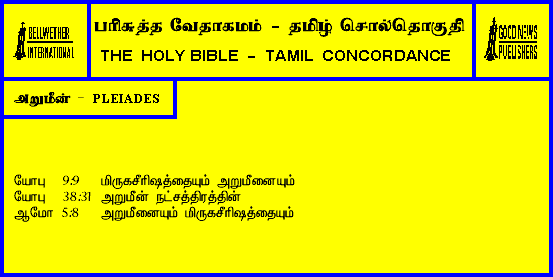 BELLWETHER
INTERNATIONAL
பரிசுத்த வேதாகமம் - தமிழ் சொல்தொகுதி
THE HOLY BIBLE - TAMIL CONCORDANCE
GOOD NEWS
PUBLISHERS
அறுமீன் - PLEIADES
யோபு 9:9 மிருகசீரிஷத்தையும் அறுமீனையும்
யோபு 38:31 அறுமீன் நட்சத்திரத்தின்
ஆமோ 5:8 அறுமீனையும் மிருகசீரிஷத்தையும்